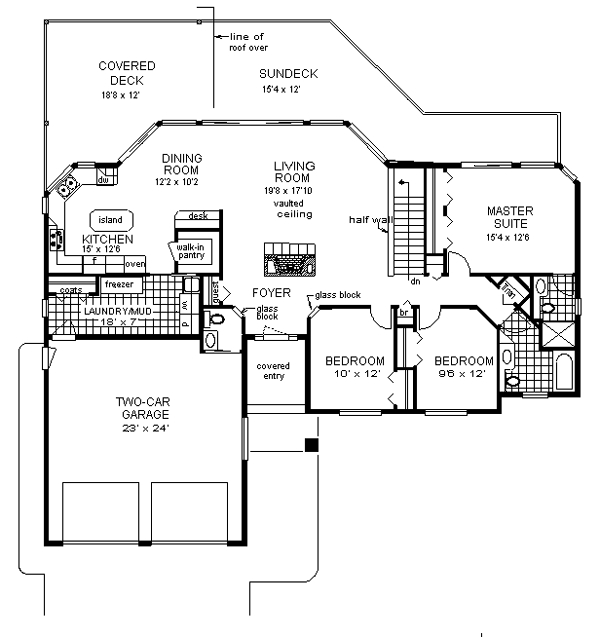 line of
roof over
COVERED
DECK
18'8 x 12'
SUNDECK
15'4 x 12'
DINING
ROOM
12'2 x 10'2
LIVING
ROOM
19'8 x 17'10
vaulted
ceiling
dw
island
desk
KITCHEN
15' x 12'6
walk-in
pantry
half wall
MASTER
SUITE
15'4 x 12'6
f
oven
coats
freezer
guest
FOYER
glass block
dn
linen
LAUNDRY/MUD
18' x 7'
w
d
glass
block
br
covered
entry
BEDROOM
10' x 12'
BEDROOM
9'6 x 12'
TWO-CAR
GARAGE
23' x 24'